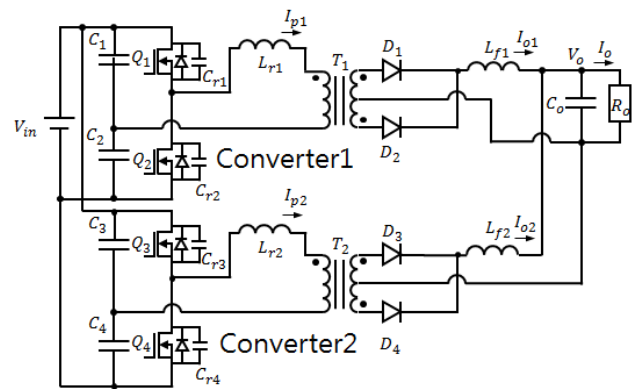 C1 Q1 Cr1 Lr1 Ip1 T1 D1 Lf1 Io1 Vo Io
Vin Co Ro
C2 Q2 Cr2 Converter1 D2
C3 Q3 Cr3 Lr2 Ip2 T2 D3 Lf2 Io2
C4 Q4 Cr4 Converter2 D4